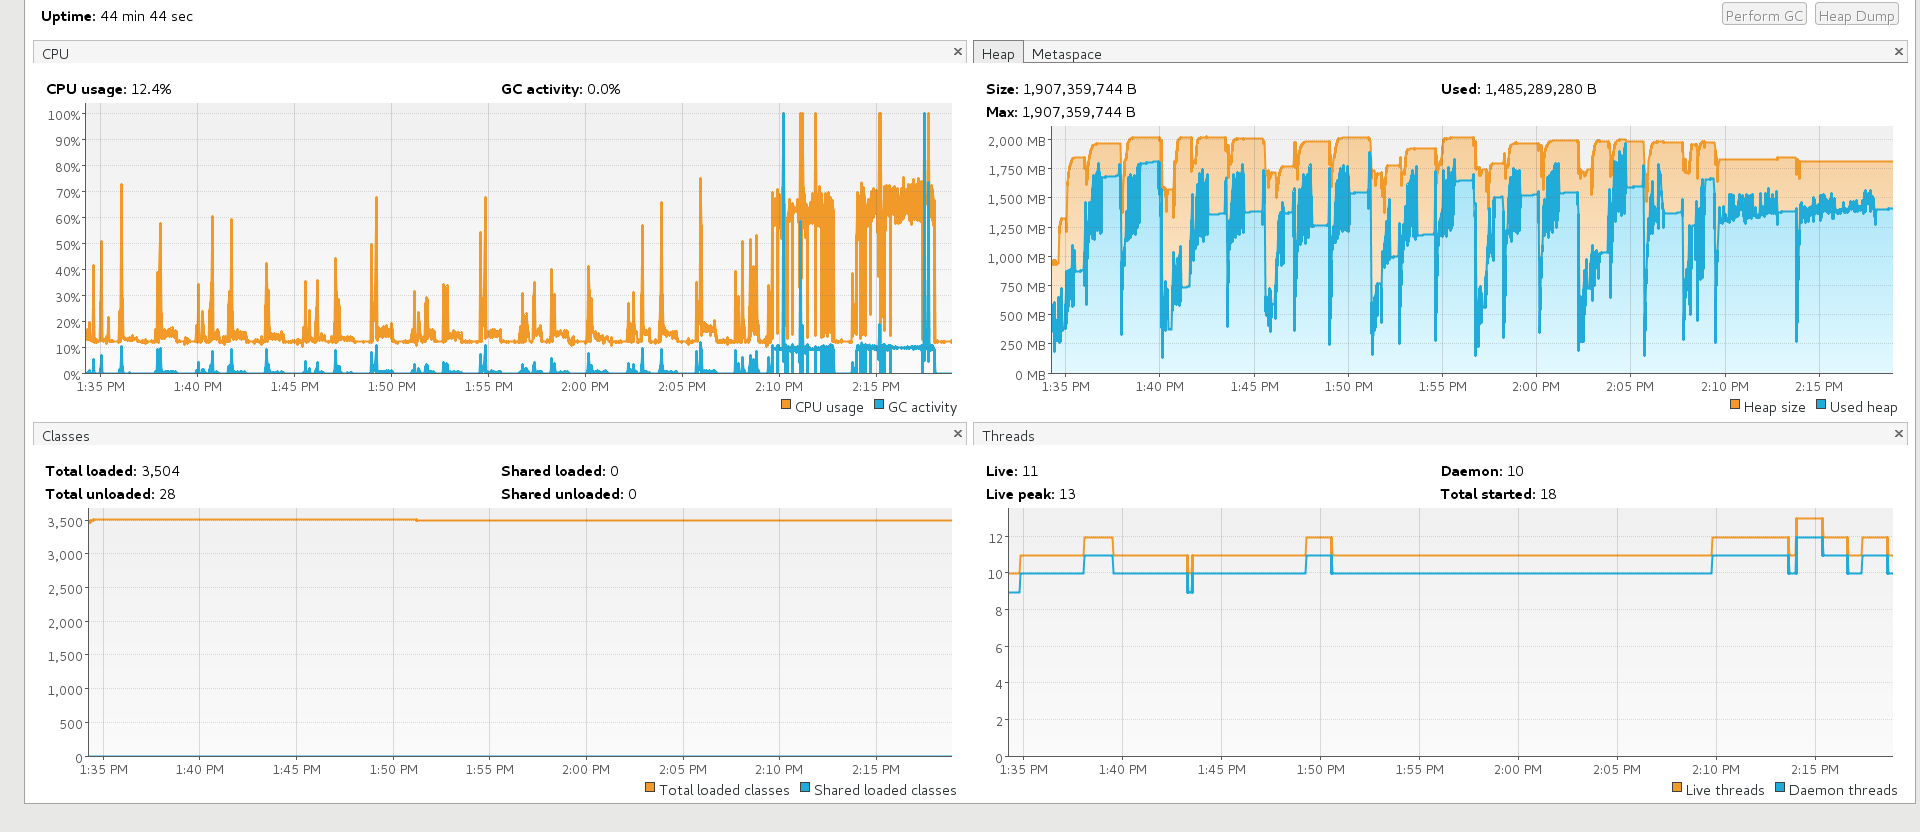 Uptime: 44 min 44 sec
Perform GC Heap Dump
CPU
CPU usage: 12.4% GC activity: 0.0%
100%
90%
80%
70%
60%
50%
40%
30%
20%
10%
0%
1:35 PM 1:40 PM 1:45 PM 1:50 PM 1:55 PM 2:00 PM 2:05 PM 2:10 PM 2:15 PM
CPU usage GC activity
Heap Metaspace
Size: 1,907,359,744 B Used: 1,485,289,280 B
Max: 1,907,359,744 B
2,000 MB
1,750 MB
1,500 MB
1,250 MB
1,000 MB
750 MB
500 MB
250 MB
0 MB
1:35 PM 1:40 PM 1:45 PM 1:50 PM 1:55 PM 2:00 PM 2:05 PM 2:10 PM 2:15 PM
Heap size Used heap
Classes
Total loaded: 3,504 Shared loaded: 0
Total unloaded: 28 Shared unloaded: 0
3,500
3,000
2,500
2,000
1,500
1,000
500
0
1:35 PM 1:40 PM 1:45 PM 1:50 PM 1:55 PM 2:00 PM 2:05 PM 2:10 PM 2:15 PM
Total loaded classes Shared loaded classes
Threads
Live: 11 Daemon: 10
Live peak: 13 Total started: 18
12
10
8
6
4
2
0
1:35 PM 1:40 PM 1:45 PM 1:50 PM 1:55 PM 2:00 PM 2:05 PM 2:10 PM 2:15 PM
Live threads Daemon threads